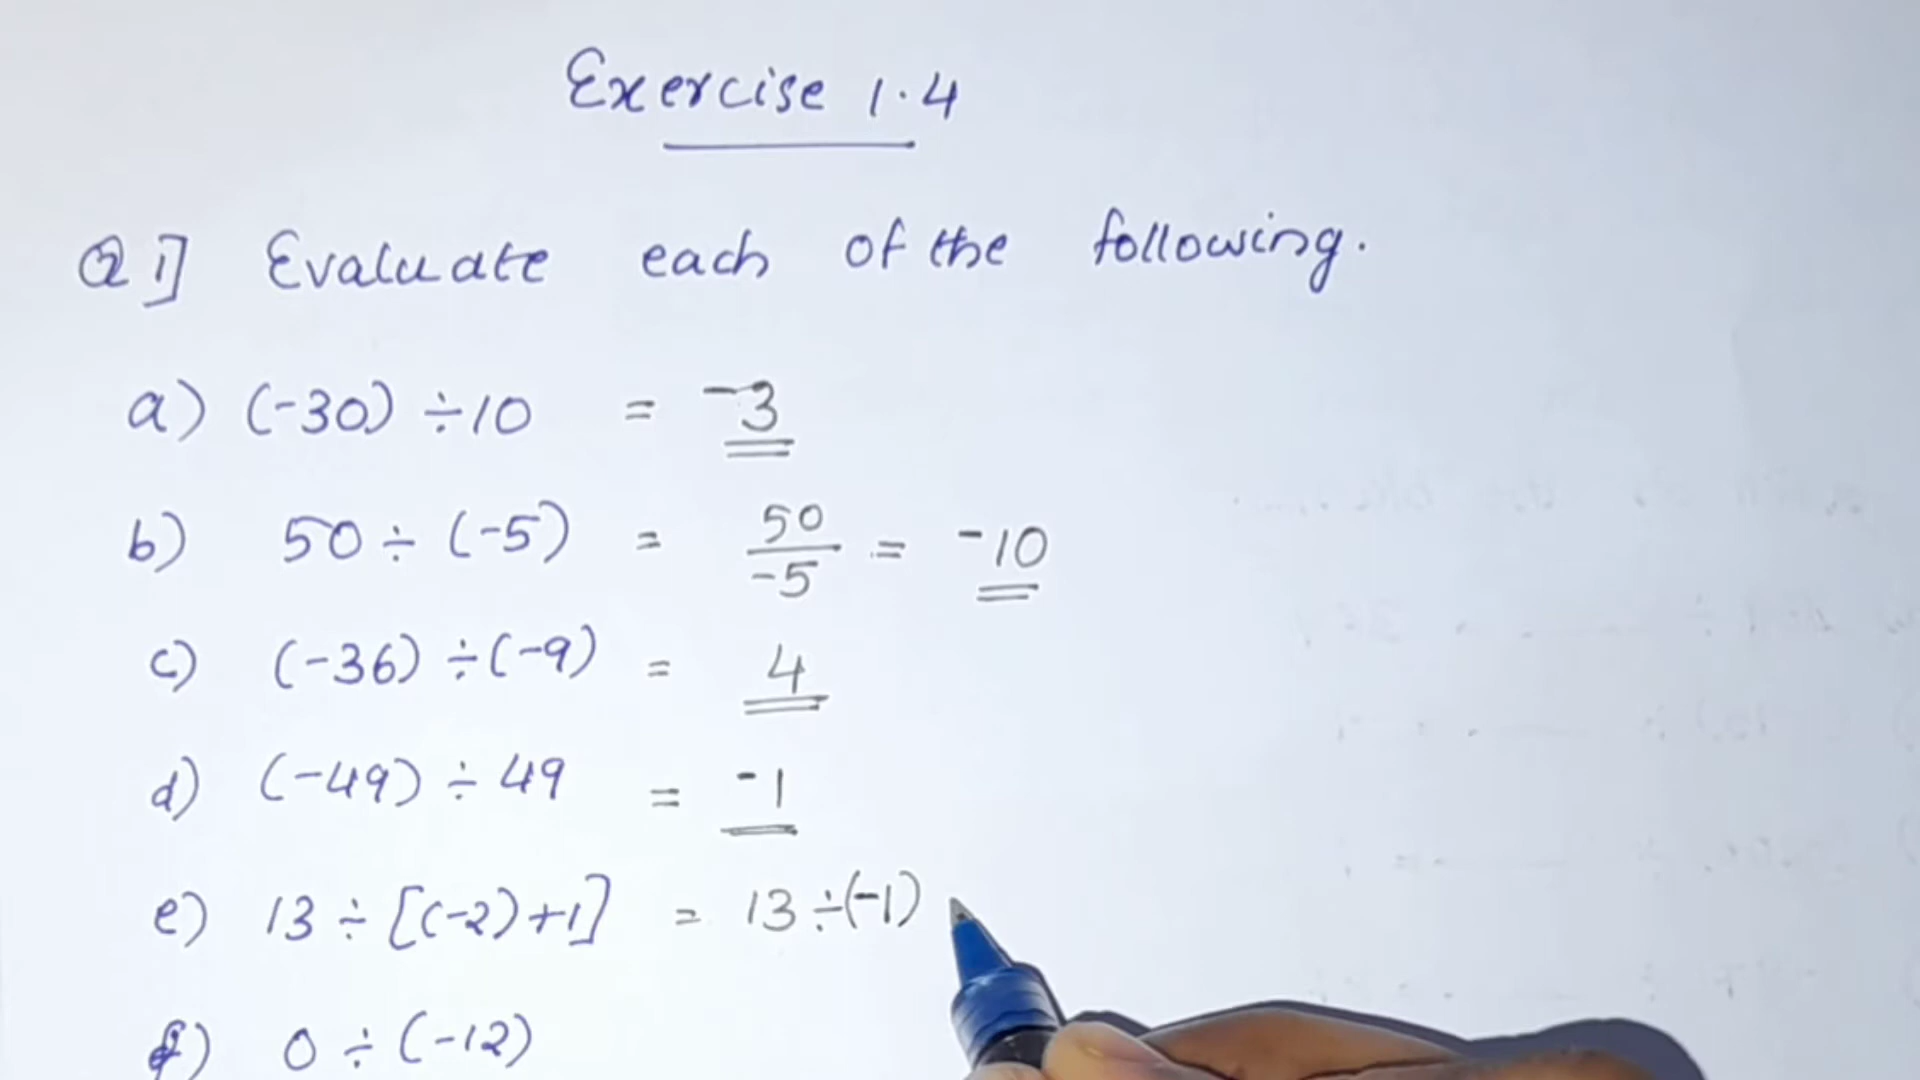 Exercise 1.4
Q1] Evaluate each of the following.
a) (-30) ÷ 10 = -3
b) 50 ÷ (-5) = 50/-5 = -10
c) (-36) ÷ (-9) = 4
d) (-49) ÷ 49 = -1
e) 13 ÷ [(-2)+1] = 13 ÷ (-1)
f) 0 ÷ (-12)